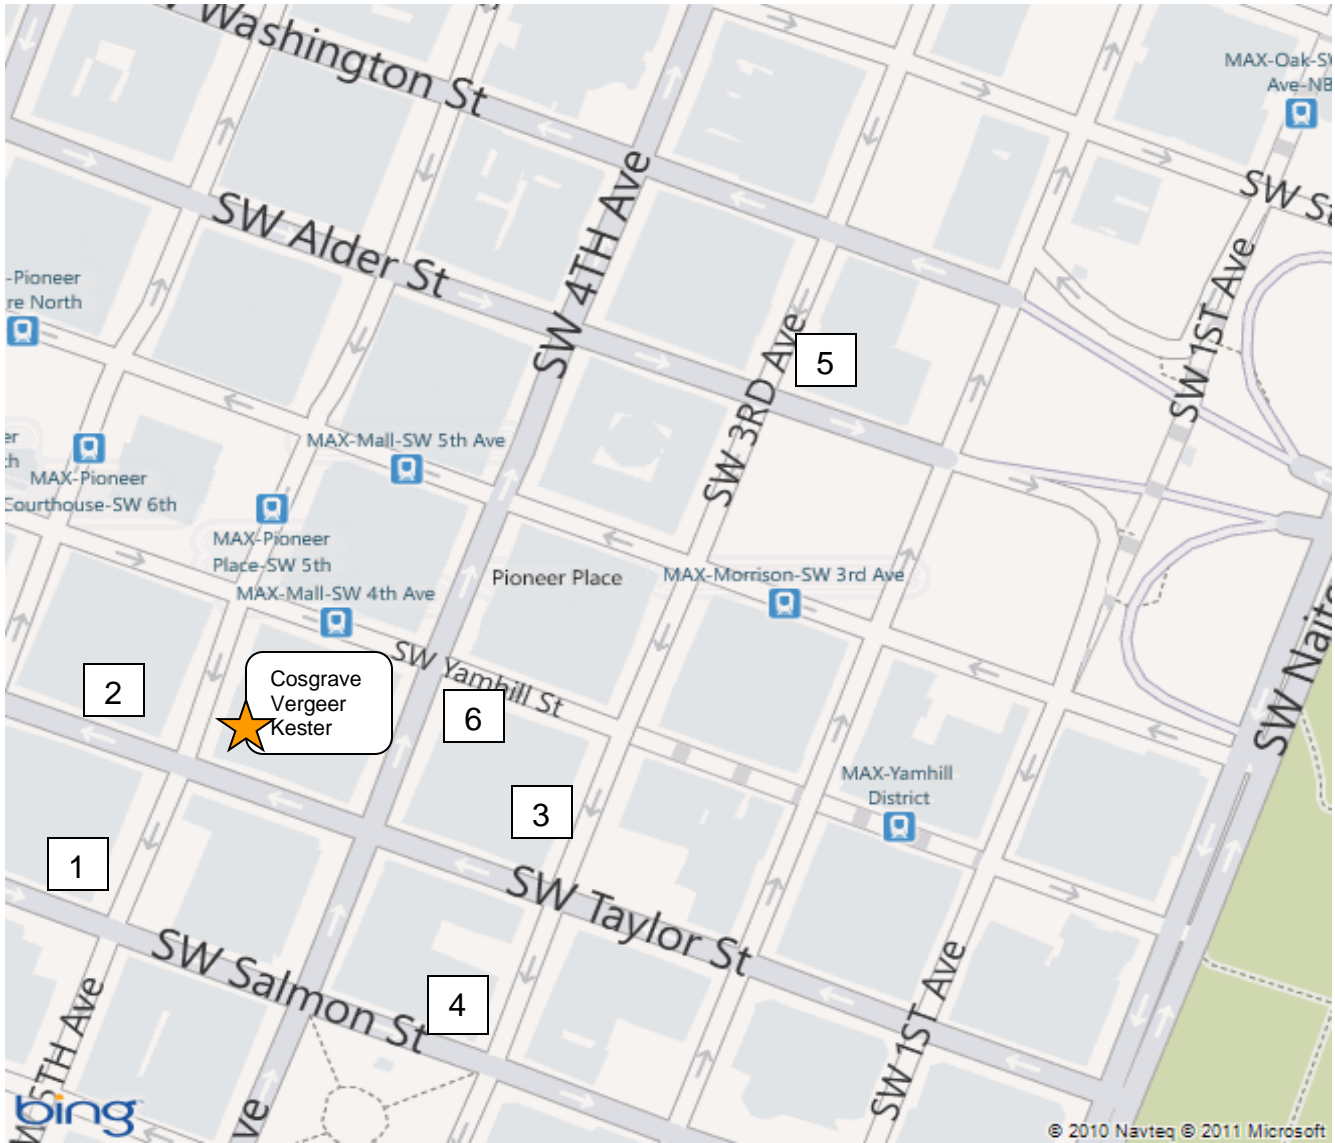 Washington St
MAX-Oak-SW
Ave-NB
SW 4TH Ave
SW Alder St
SW St
SW 1ST Ave
-Pioneer
re North
SW 3RD Ave
5
er
th
MAX-Mall-SW 5th Ave
MAX-Pioneer
Courthouse-SW 6th
MAX-Pioneer
Place-SW 5th
Pioneer Place
MAX-Morrison-SW 3rd Ave
MAX-Mall-SW 4th Ave
SW Yamhill St
SW Naito
2
Cosgrave
Vergeer
Kester
6
3
MAX-Yamhill
District
1
SW Taylor St
SW Salmon St
4
SW 1ST Ave
5TH Ave
ve
bing
© 2010 Navteq © 2011 Microsoft